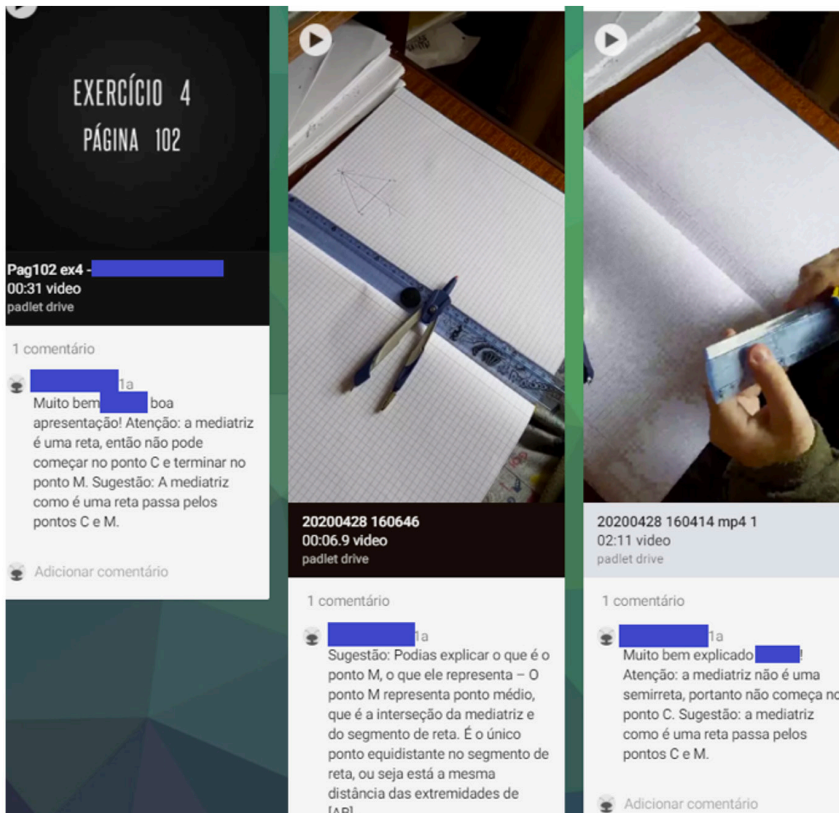 EXERCÍCIO 4
PÁGINA 102
Pag102 ex4 -
00:31 video
padlet drive
1 comentário
1a
Muito bem boa
apresentação! Atenção: a mediatriz
é uma reta, então não pode
começar no ponto C e terminar no
ponto M. Sugestão: A mediatriz
como é uma reta passa pelos
pontos C e M.
Adicionar comentário
20200428 160646
00:06.9 video
padlet drive
1 comentário
1a
Sugestão: Podias explicar o que é o
ponto M, o que ele representa – O
ponto M representa ponto médio,
que é a interseção da mediatriz e
do segmento de reta. É o único
ponto equidistante no segmento de
reta, ou seja está a mesma
distância das extremidades de
[AB]
20200428 160414 mp4 1
02:11 video
padlet drive
1 comentário
1a
Muito bem explicado !
Atenção: a mediatriz não é uma
semirreta, portanto não começa no
ponto C. Sugestão: a mediatriz
como é uma reta passa pelos
pontos C e M.
Adicionar comentário